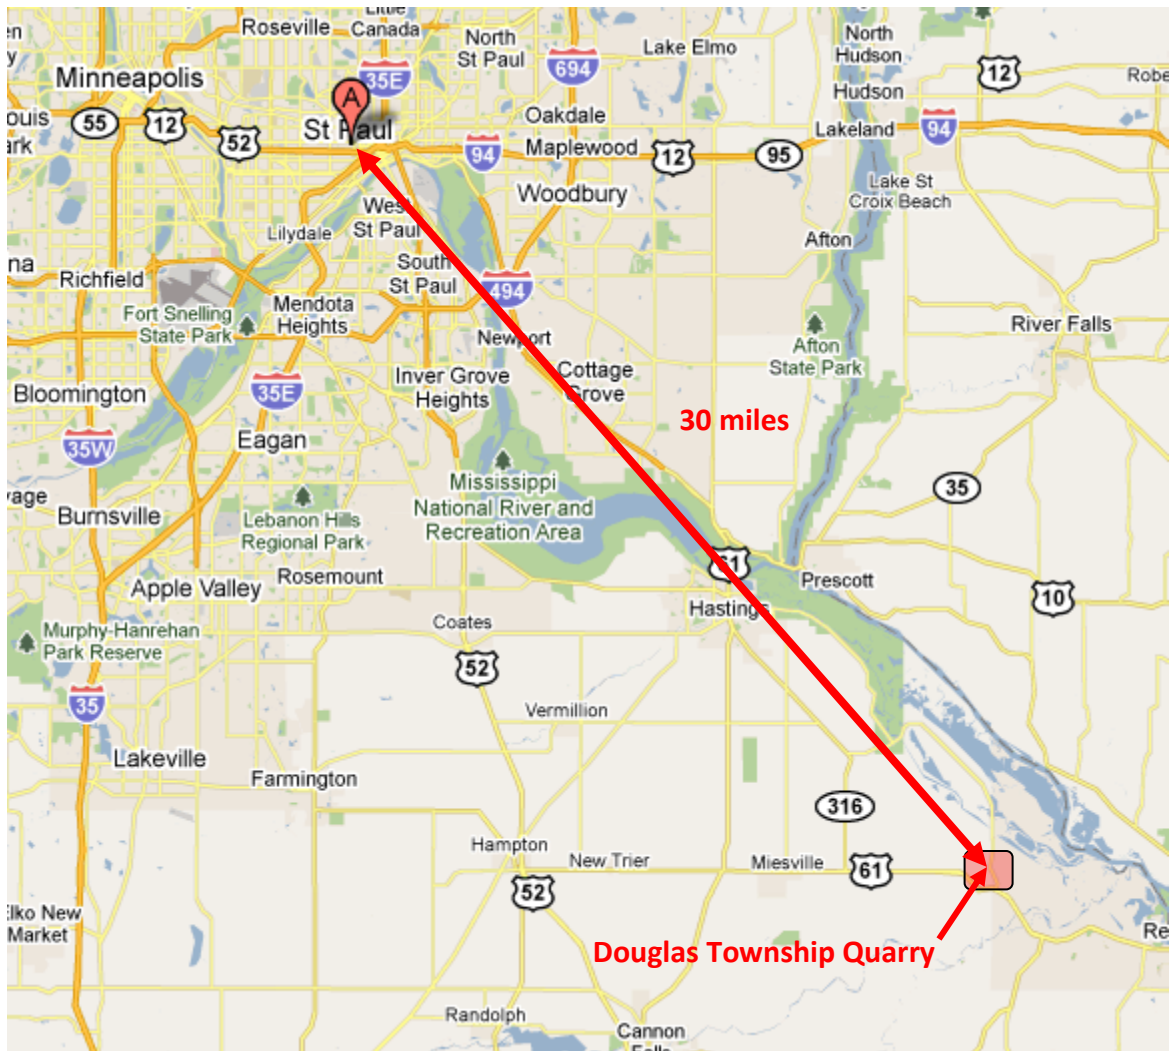 Roseville
Little
Canada
North
St Paul
Lake Elmo
North
Hudson
Hudson
12
Robe
Minneapolis
35E
694
A
55
12
52
St Paul
Oakdale
Maplewood
94
12
95
Lakeland
94
Woodbury
Lake St
Croix Beach
West
St Paul
Lilydale
Afton
na
Richfield
South
St Paul
494
Fort Snelling
State Park
Mendota
Heights
Newport
Afton
State Park
River Falls
Bloomington
35E
Inver Grove
Heights
Cottage
Grove
30 miles
35W
Eagan
Mississippi
National River and
Recreation Area
35
Burnsville
Lebanon Hills
Regional Park
Apple Valley
Rosemount
61
Prescott
10
Hastings
Murphy-Hanrehan
Park Reserve
Coates
52
35
Vermillion
Lakeville
Farmington
316
Hampton
New Trier
Miesville
61
52
Elko New
Market
Douglas Township Quarry
Re
Randolph
Cannon